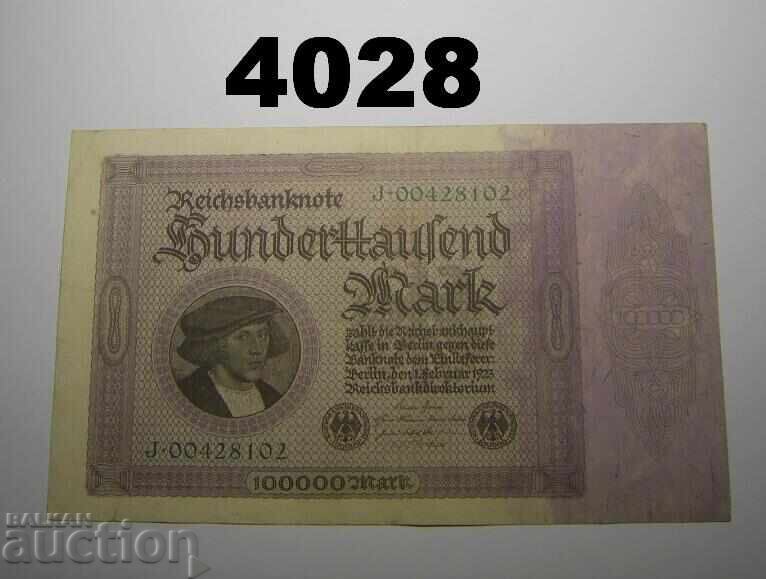 4028
Reichsbanknote J·00428102
Hunderttausend
Mark
zahlt die Reichsbankhaupt-
kasse in Berlin gegen diese
Banknote dem Einlieferer.
Berlin, den 1. Februar 1923
Reichsbankdirektorium
100000
J·00428102
100000 Mark
BALKAN
auction